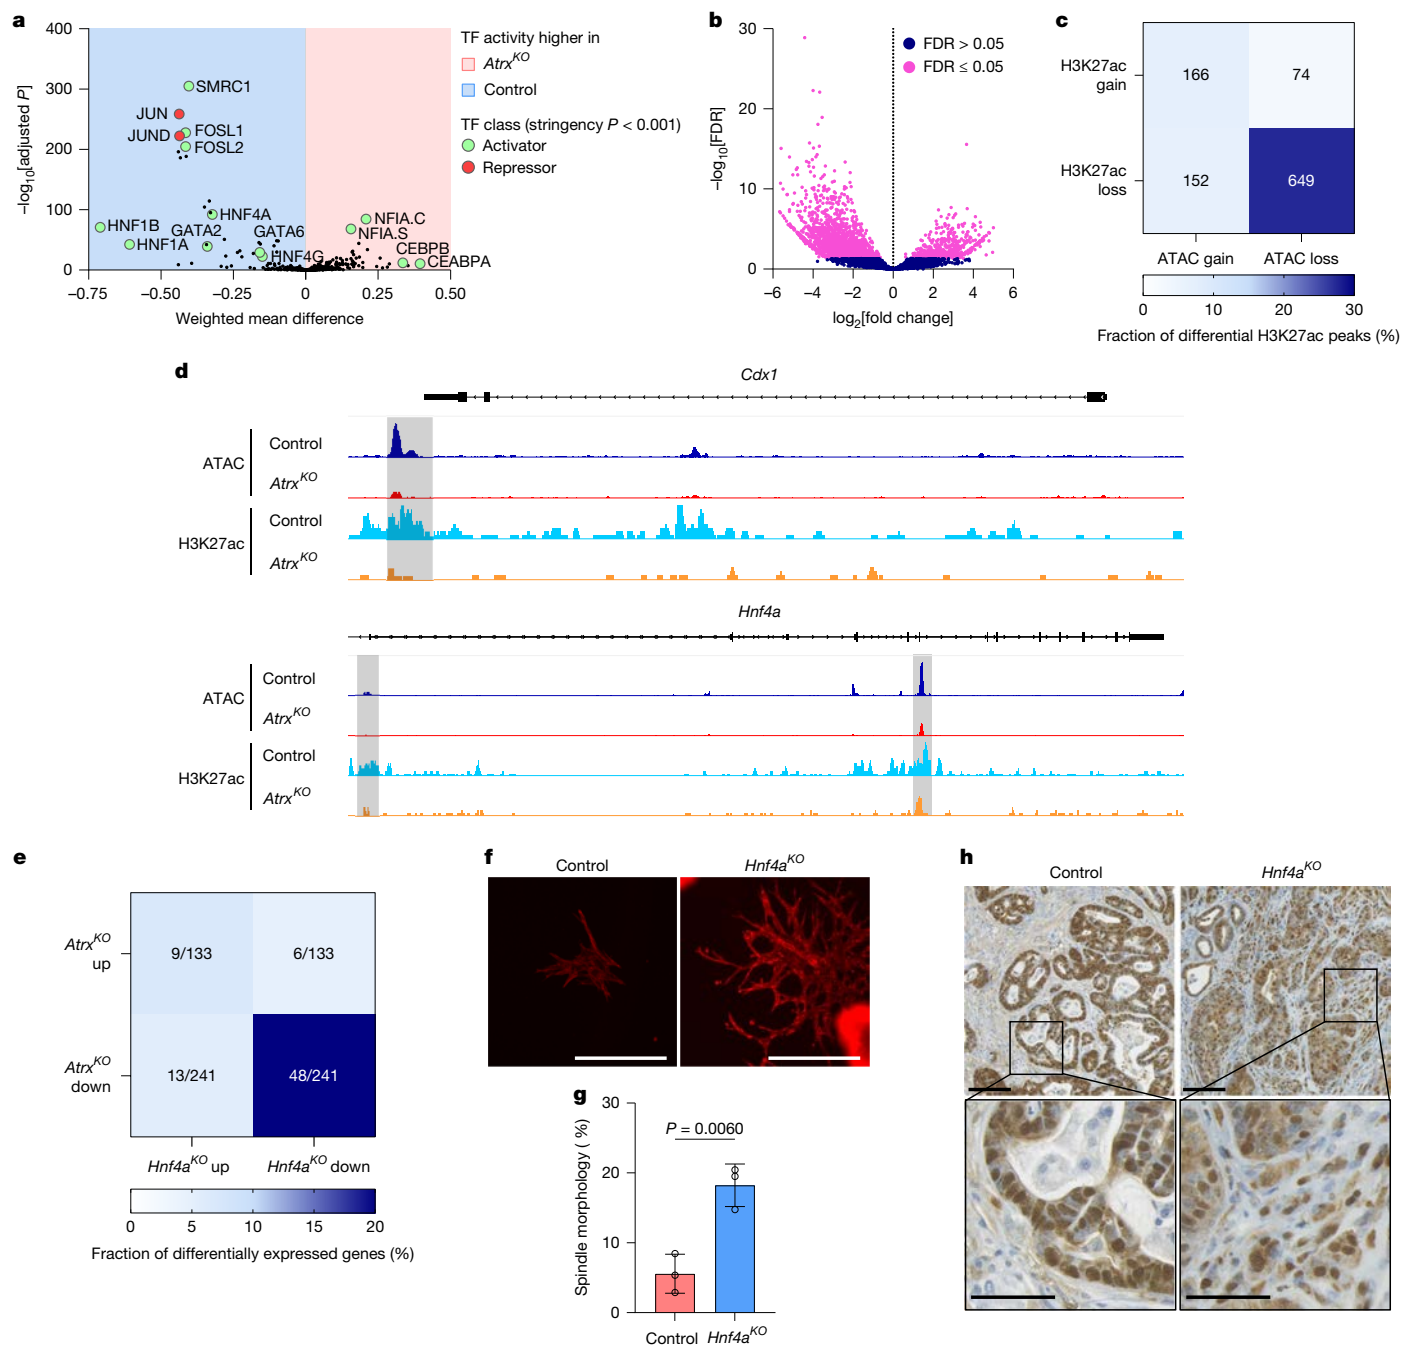 a
400
300
200
100
0
−log10[adjusted P]
SMRC1
JUN
JUND
FOSL1
FOSL2
HNF4A
HNF1B
GATA2
GATA6
HNF1A
HNF4G
NFIA.C
NFIA.S
CEBPB
CEABPA
−0.75
−0.50
−0.25
0
0.25
0.50
Weighted mean difference
TF activity higher in
AtrxKO
Control
TF class (stringency P < 0.001)
Activator
Repressor
b
30
20
10
0
−log10[FDR]
FDR > 0.05
FDR ≤ 0.05
−6
−4
−2
0
2
4
6
log2[fold change]
c
H3K27ac
gain
166
74
H3K27ac
loss
152
649
ATAC gain
ATAC loss
0
10
20
30
Fraction of differential H3K27ac peaks (%)
d
Cdx1
ATAC
Control
AtrxKO
H3K27ac
Control
AtrxKO
Hnf4a
ATAC
Control
AtrxKO
H3K27ac
Control
AtrxKO
e
AtrxKO
up
9/133
6/133
AtrxKO
down
13/241
48/241
Hnf4aKO up
Hnf4aKO down
0
5
10
15
20
Fraction of differentially expressed genes (%)
f
Control
Hnf4aKO
g
30
20
10
0
Spindle morphology ( %)
P = 0.0060
Control
Hnf4aKO
h
Control
Hnf4aKO